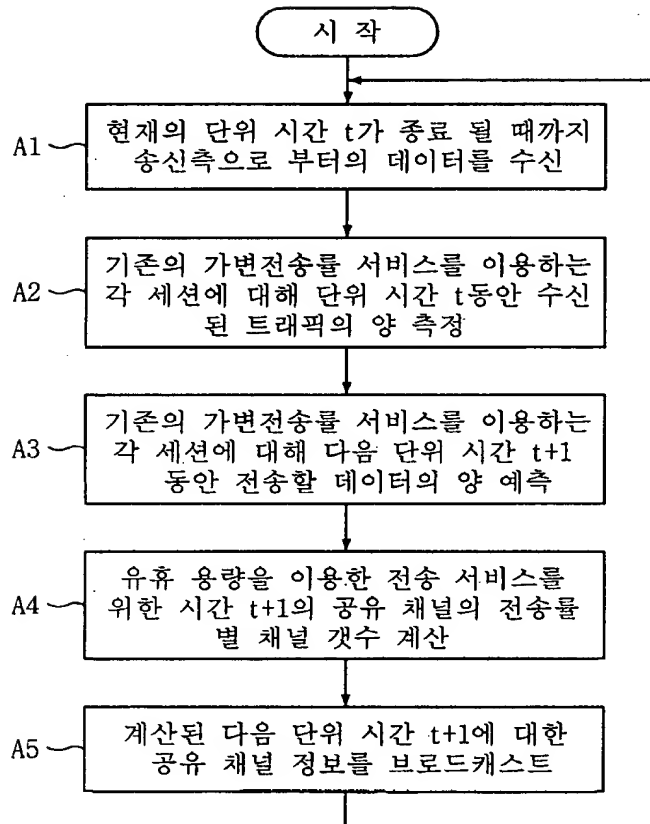 시 작
A1
현재의 단위 시간 t가 종료 될 때까지
송신측으로 부터의 데이터를 수신
A2
기존의 가변전송률 서비스를 이용하는
각 세션에 대해 단위 시간 t동안 수신
된 트래픽의 양 측정
A3
기존의 가변전송률 서비스를 이용하는
각 세션에 대해 다음 단위 시간 t+1
동안 전송할 데이터의 양 예측
A4
유휴 용량을 이용한 전송 서비스를
위한 시간 t+1의 공유 채널의 전송률
별 채널 갯수 계산
A5
계산된 다음 단위 시간 t+1에 대한
공유 채널 정보를 브로드캐스트